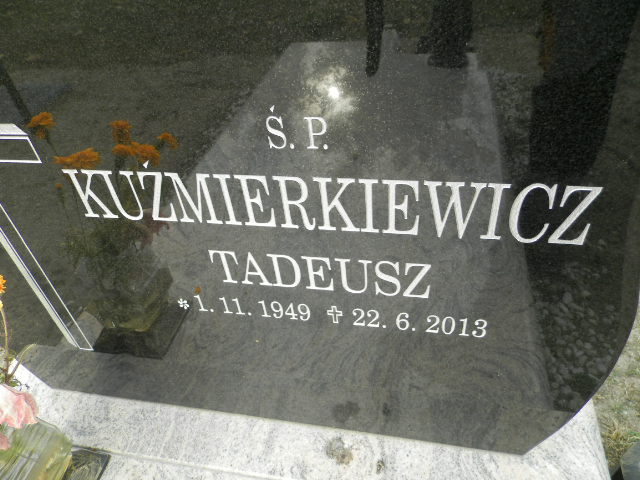 Ś. P.
KUŹMIERKIEWICZ
TADEUSZ
* 1. 11. 1949 ✝ 22. 6. 2013